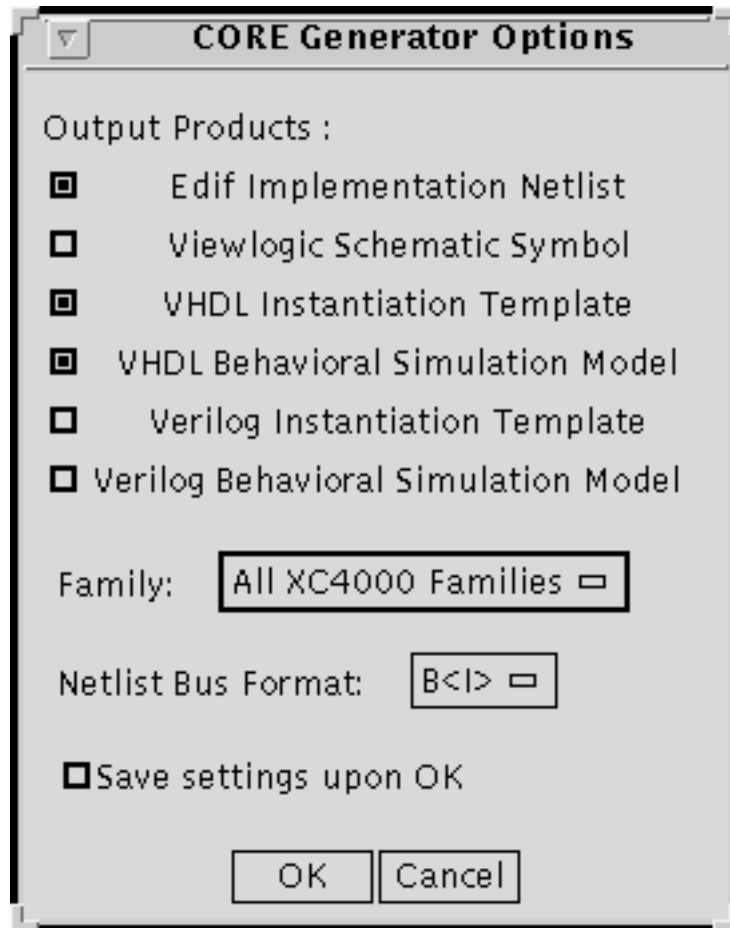 CORE Generator Options
Output Products :
Edif Implementation Netlist
Viewlogic Schematic Symbol
VHDL Instantiation Template
VHDL Behavioral Simulation Model
Verilog Instantiation Template
Verilog Behavioral Simulation Model
Family: All XC4000 Families
Netlist Bus Format: B<I>
Save settings upon OK
OK Cancel